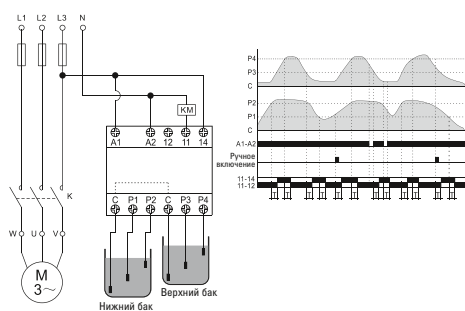 L1 L2 L3 N
KM
A1 A2 12 11 14
K
C P1 P2 C P3 P4
W U V
M
3~
Нижний бак
Верхний бак
P4
P3
C
P2
P1
C
A1-A2
Ручное
включение
11-14
11-12